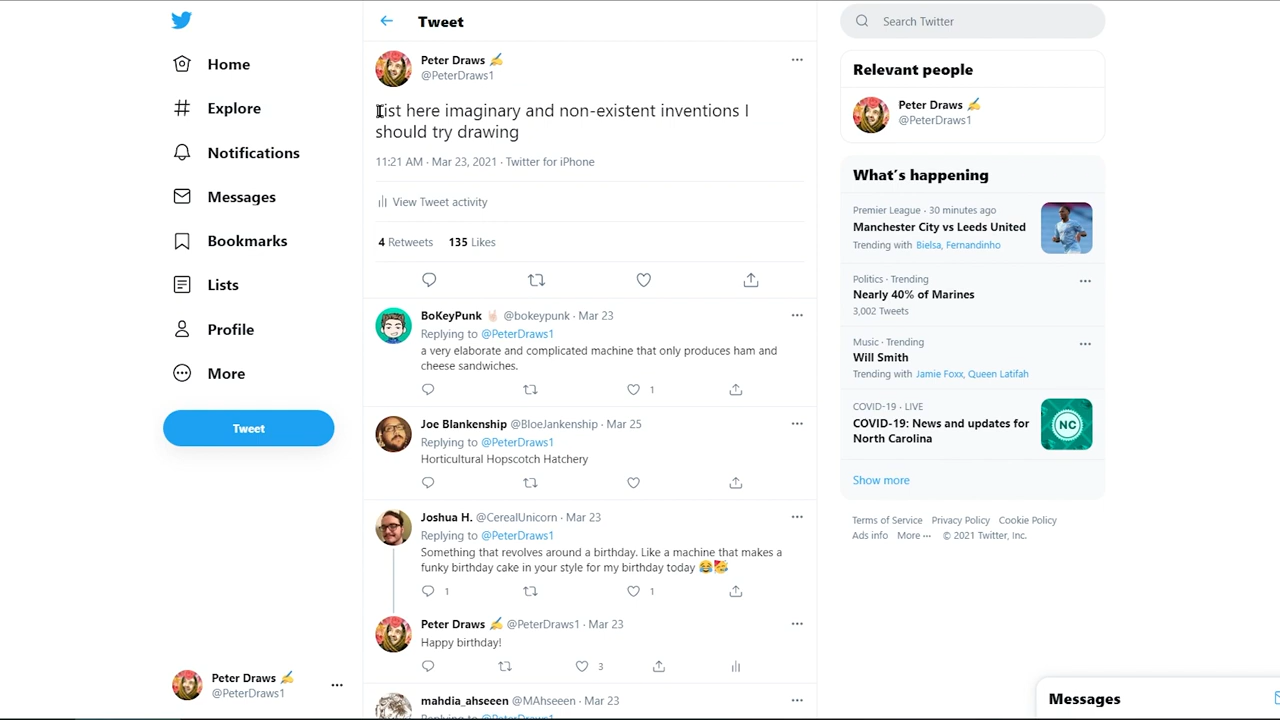 Tweet
Search Twitter
Home
Explore
Notifications
Messages
Bookmarks
Lists
Profile
More
Tweet
Peter Draws ✍
@PeterDraws1
Peter Draws ✍
@PeterDraws1
List here imaginary and non-existent inventions I
should try drawing
11:21 AM · Mar 23, 2021 · Twitter for iPhone
View Tweet activity
4 Retweets 135 Likes
BoKeyPunk @bokeypunk · Mar 23
Replying to @PeterDraws1
a very elaborate and complicated machine that only produces ham and
cheese sandwiches.
1
Joe Blankenship @BloeJankenship · Mar 25
Replying to @PeterDraws1
Horticultural Hopscotch Hatchery
Joshua H. @CerealUnicorn · Mar 23
Replying to @PeterDraws1
Something that revolves around a birthday. Like a machine that makes a
funky birthday cake in your style for my birthday today 😂🥳
1 1
Peter Draws ✍ @PeterDraws1 · Mar 23
Happy birthday!
3
mahdia_ahseeen @MAhseeen · Mar 23
Replying to @PeterDraws1
Relevant people
Peter Draws ✍
@PeterDraws1
What's happening
Premier League · 30 minutes ago
Manchester City vs Leeds United
Trending with Bielsa, Fernandinho
Politics · Trending
Nearly 40% of Marines
3,002 Tweets
Music · Trending
Will Smith
Trending with Jamie Foxx, Queen Latifah
COVID-19 · LIVE
COVID-19: News and updates for
North Carolina
NC
Show more
Terms of Service Privacy Policy Cookie Policy
Ads info More ··· © 2021 Twitter, Inc.
Messages